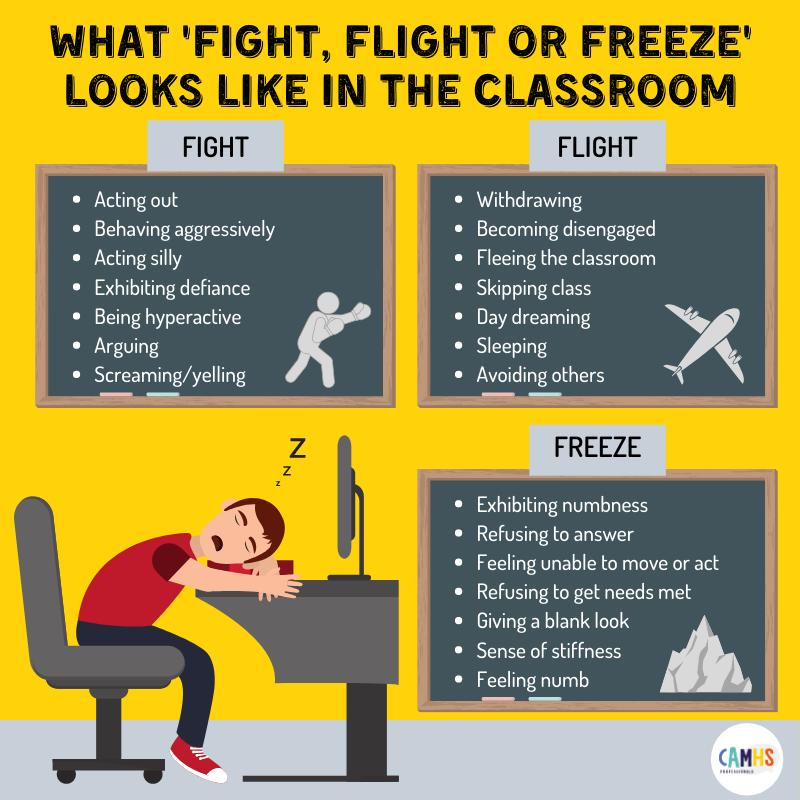 WHAT 'FIGHT, FLIGHT OR FREEZE'
LOOKS LIKE IN THE CLASSROOM
FIGHT
• Acting out
• Behaving aggressively
• Acting silly
• Exhibiting defiance
• Being hyperactive
• Arguing
• Screaming/yelling
FLIGHT
• Withdrawing
• Becoming disengaged
• Fleeing the classroom
• Skipping class
• Day dreaming
• Sleeping
• Avoiding others
z
z
z
FREEZE
• Exhibiting numbness
• Refusing to answer
• Feeling unable to move or act
• Refusing to get needs met
• Giving a blank look
• Sense of stiffness
• Feeling numb
CAMHS
PROFESSIONALS